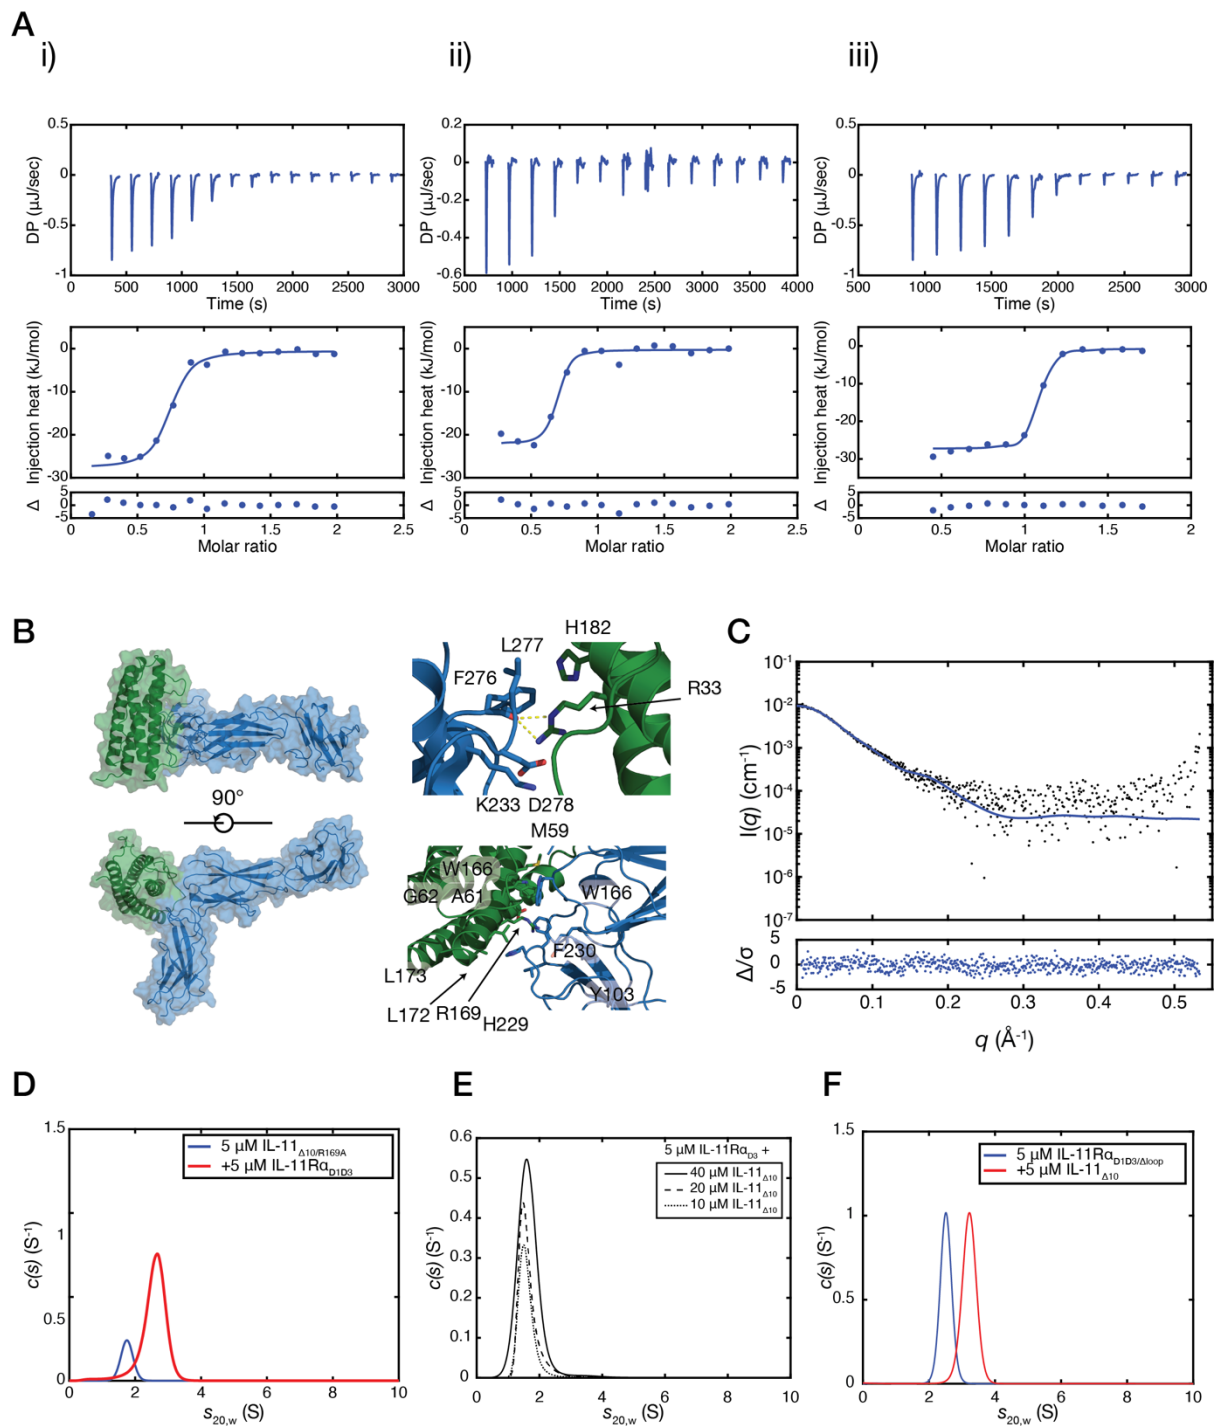 A
i)
ii)
iii)
0.5
0
-0.5
-1
DP (µJ/sec)
0 500 1000 1500 2000 2500 3000
Time (s)
0.2
0
-0.2
-0.4
-0.6
DP (µJ/sec)
500 1000 1500 2000 2500 3000 3500 4000
Time (s)
0.5
0
-0.5
-1
DP (µJ/sec)
500 1000 1500 2000 2500 3000
Time (s)
0
-10
-20
-30
Injection heat (kJ/mol)
5
0
-5
Δ
0 0.5 1 1.5 2 2.5
Molar ratio
0
-10
-20
-30
Injection heat (kJ/mol)
5
0
-5
Δ
0 0.5 1 1.5 2 2.5
Molar ratio
0
-10
-20
-30
Injection heat (kJ/mol)
5
0
-5
Δ
0 0.5 1 1.5 2
Molar ratio
B
90°
H182
L277
F276
R33
K233 D278
M59
W166
G62 A61
W166
F230
L173
Y103
L172 R169 H229
C
10-1
10-2
10-3
10-4
10-5
10-6
10-7
I(q) (cm-1)
5
0
-5
Δ/σ
0 0.1 0.2 0.3 0.4 0.5
q (Å-1)
D
1.5
1
0.5
0
c(s) (S-1)
5 µM IL-11Δ10/R169A
+5 µM IL-11RαD1D3
0 2 4 6 8 10
s20,w (S)
E
0.6
0.5
0.4
0.3
0.2
0.1
0
c(s) (S-1)
5 µM IL-11RαD3 +
40 µM IL-11Δ10
20 µM IL-11Δ10
10 µM IL-11Δ10
0 2 4 6 8 10
s20,w (S)
F
1.5
1
0.5
0
c(s) (S-1)
5 µM IL-11RαD1D3/Δloop
+5 µM IL-11Δ10
0 2 4 6 8 10
s20,w (S)